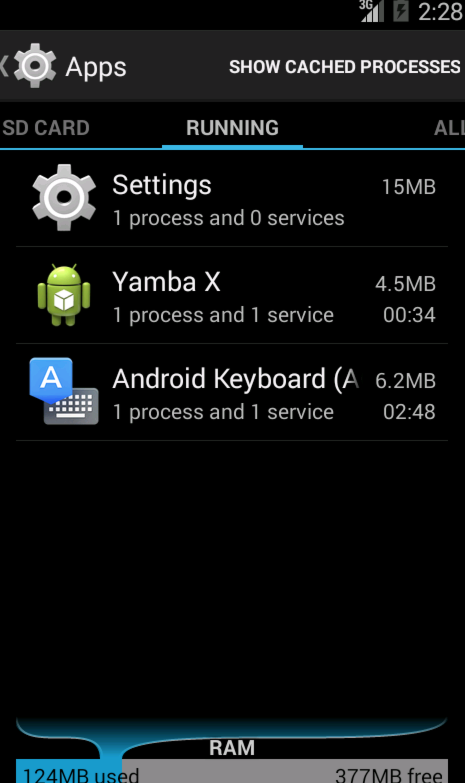 3G 2:28
Apps SHOW CACHED PROCESSES
SD CARD RUNNING ALL
Settings 15MB
1 process and 0 services
Yamba X 4.5MB
1 process and 1 service 00:34
A Android Keyboard (A 6.2MB
1 process and 1 service 02:48
RAM
124MB used 377MB free